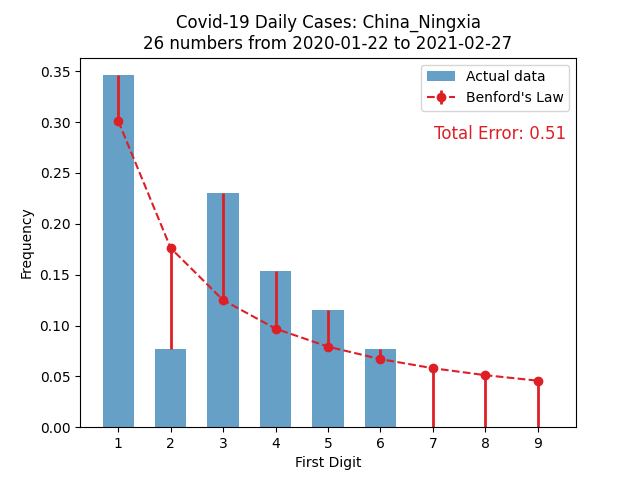 Covid-19 Daily Cases: China_Ningxia
26 numbers from 2020-01-22 to 2021-02-27
Actual data
Benford's Law
Total Error: 0.51
0.35
0.30
0.25
0.20
0.15
0.10
0.05
0.00
Frequency
1 2 3 4 5 6 7 8 9
First Digit